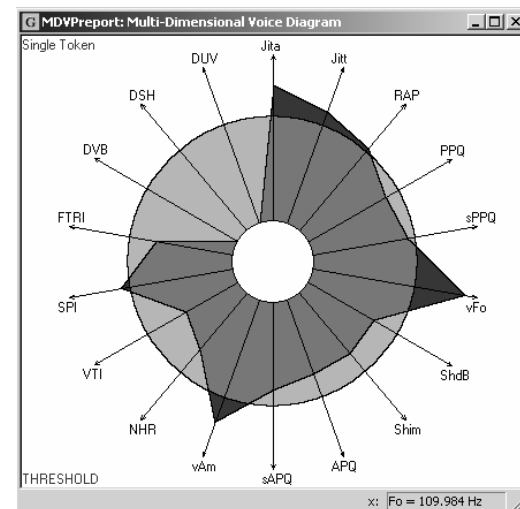 G MDVPreport: Multi-Dimensional Voice Diagram
Single Token
Jita
DUV
Jitt
DSH
RAP
DVB
PPQ
FTRI
sPPQ
SPI
vFo
VTI
ShdB
NHR
Shim
vAm
APQ
sAPQ
THRESHOLD
x: Fo = 109.984 Hz